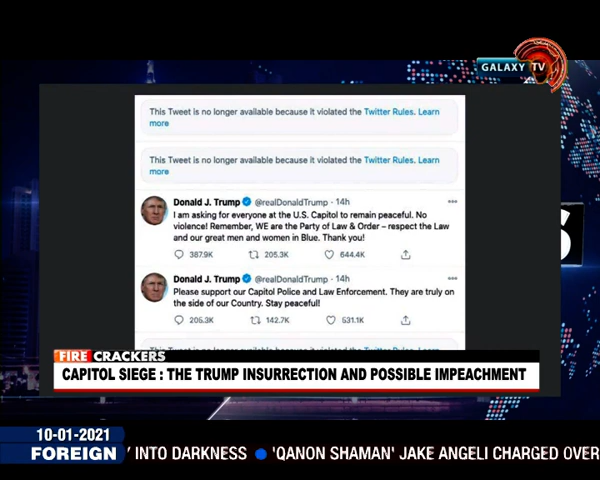 GALAXY TV
This Tweet is no longer available because it violated the Twitter Rules. Learn
more
This Tweet is no longer available because it violated the Twitter Rules. Learn
more
Donald J. Trump @realDonaldTrump · 14h
I am asking for everyone at the U.S. Capitol to remain peaceful. No
violence! Remember, WE are the Party of Law & Order – respect the Law
and our great men and women in Blue. Thank you!
387.9K 205.3K 644.4K
Donald J. Trump @realDonaldTrump · 14h
Please support our Capitol Police and Law Enforcement. They are truly on
the side of our Country. Stay peaceful!
205.3K 142.7K 531.1K
FIRE CRACKERS
CAPITOL SIEGE : THE TRUMP INSURRECTION AND POSSIBLE IMPEACHMENT
10-01-2021
FOREIGN INTO DARKNESS ● 'QANON SHAMAN' JAKE ANGELI CHARGED OVER